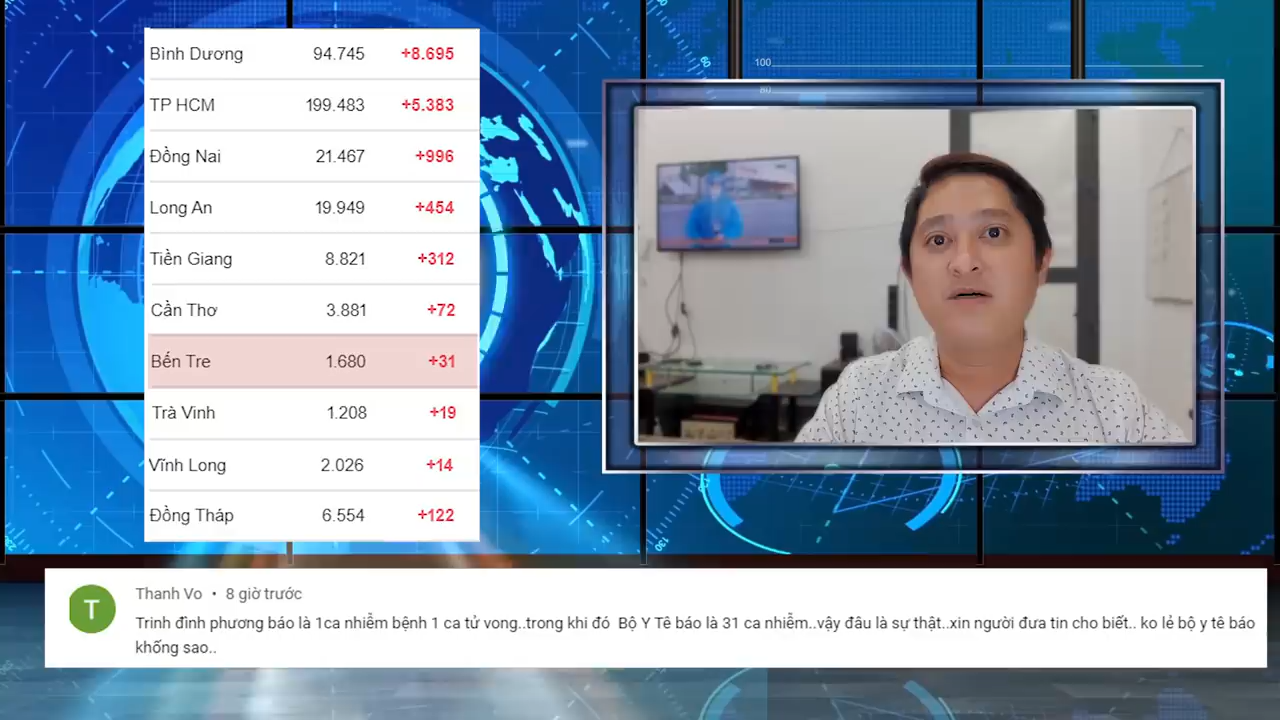 Bình Dương 94.745 +8.695
TP HCM 199.483 +5.383
Đồng Nai 21.467 +996
Long An 19.949 +454
Tiền Giang 8.821 +312
Cần Thơ 3.881 +72
Bến Tre 1.680 +31
Trà Vinh 1.208 +19
Vĩnh Long 2.026 +14
Đồng Tháp 6.554 +122
60
100
80
130
T
Thanh Vo • 8 giờ trước
Trinh đình phương báo là 1ca nhiễm bệnh 1 ca tử vong..trong khi đó Bộ Y Tê báo là 31 ca nhiễm..vậy đâu là sự thật..xin người đưa tin cho biết.. ko lẻ bộ y tê báo
khống sao..